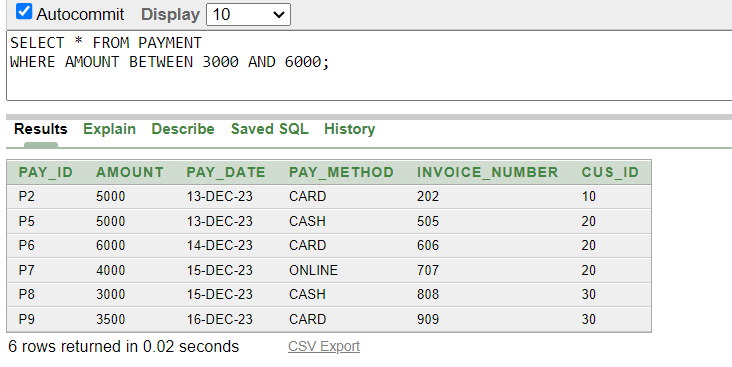 Autocommit Display 10
SELECT * FROM PAYMENT
WHERE AMOUNT BETWEEN 3000 AND 6000;
Results Explain Describe Saved SQL History
PAY_ID AMOUNT PAY_DATE PAY_METHOD INVOICE_NUMBER CUS_ID
P2 5000 13-DEC-23 CARD 202 10
P5 5000 13-DEC-23 CASH 505 20
P6 6000 14-DEC-23 CARD 606 20
P7 4000 15-DEC-23 ONLINE 707 20
P8 3000 15-DEC-23 CASH 808 30
P9 3500 16-DEC-23 CARD 909 30
6 rows returned in 0.02 seconds CSV Export